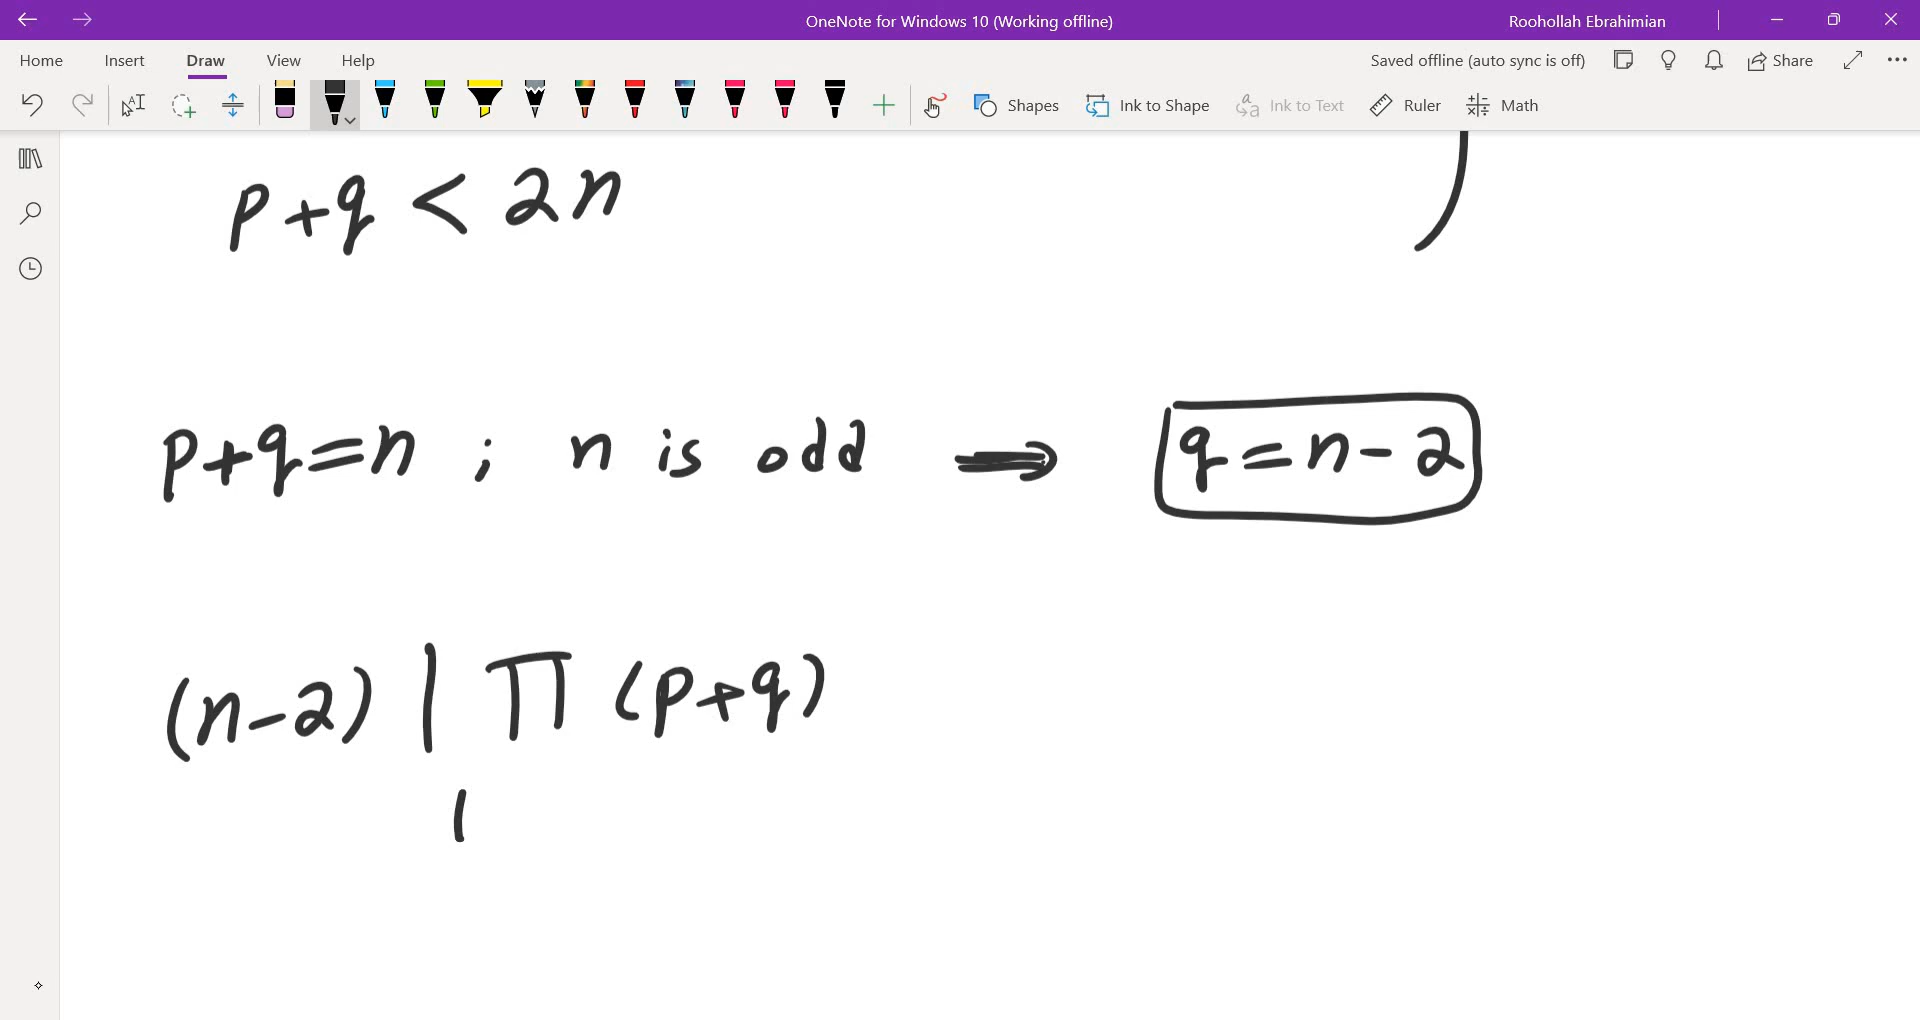 OneNote for Windows 10 (Working offline)
Roohollah Ebrahimian
Home Insert Draw View Help
Saved offline (auto sync is off) Share
Shapes Ink to Shape Ink to Text Ruler Math
p+q < 2n
p+q=n ; n is odd ⟹ q=n-2
(n-2) | ∏ (p+q)